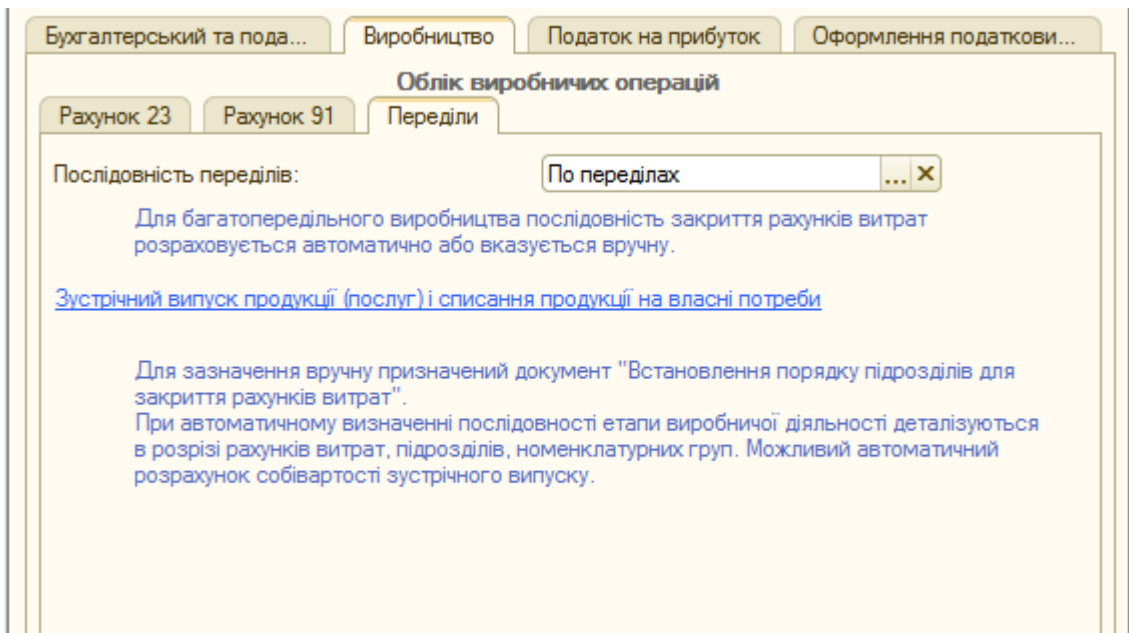 Бухгалтерський та пода... Виробництво Податок на прибуток Оформлення податкови...
Облік виробничих операцій
Рахунок 23 Рахунок 91 Переділи
Послідовність переділів: По переділах ... ×
Для багатопередільного виробництва послідовність закриття рахунків витрат
розраховується автоматично або вказується вручну.
Зустрічний випуск продукції (послуг) і списання продукції на власні потреби
Для зазначення вручну призначений документ "Встановлення порядку підрозділів для
закриття рахунків витрат".
При автоматичному визначенні послідовності етапи виробничої діяльності деталізуються
в розрізі рахунків витрат, підрозділів, номенклатурних груп. Можливий автоматичний
розрахунок собівартості зустрічного випуску.